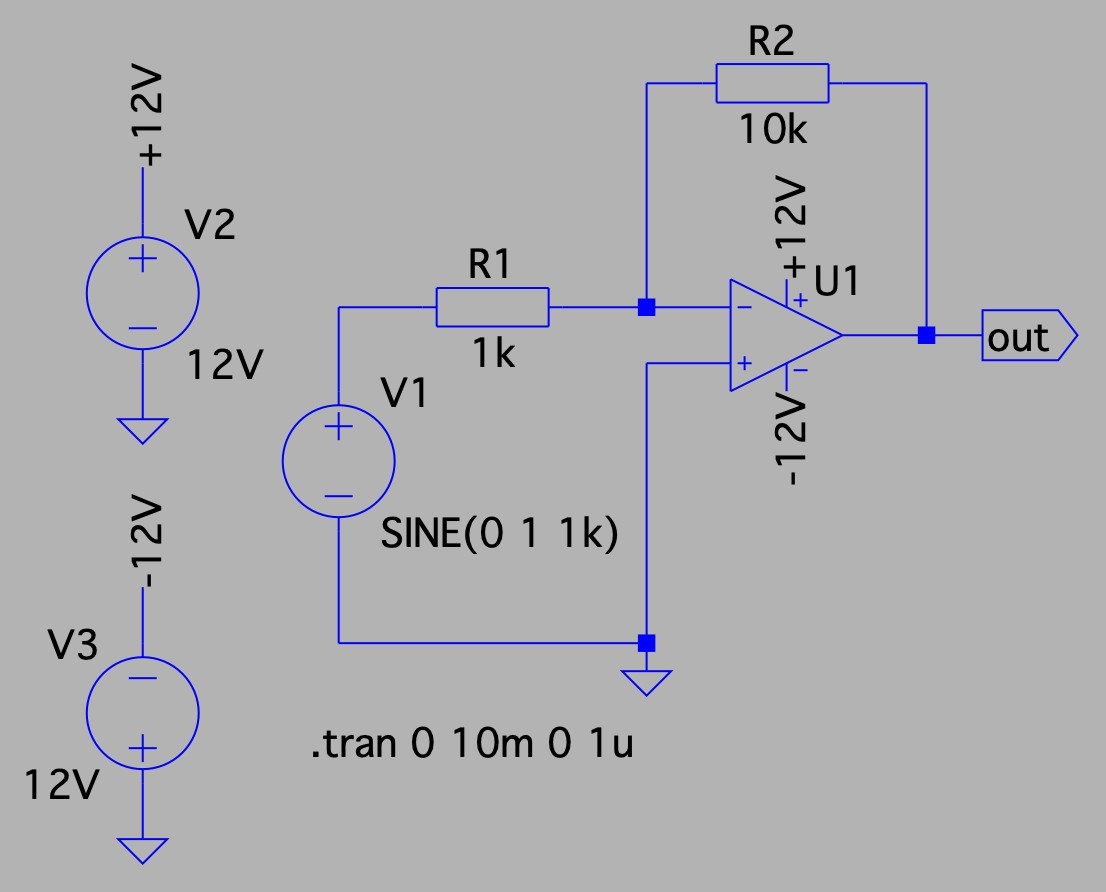 R2
10k
+12V
V2
12V
+12V
U1
+
-
-12V
R1
1k
out
V1
SINE(0 1 1k)
-12V
V3
12V
.tran 0 10m 0 1u